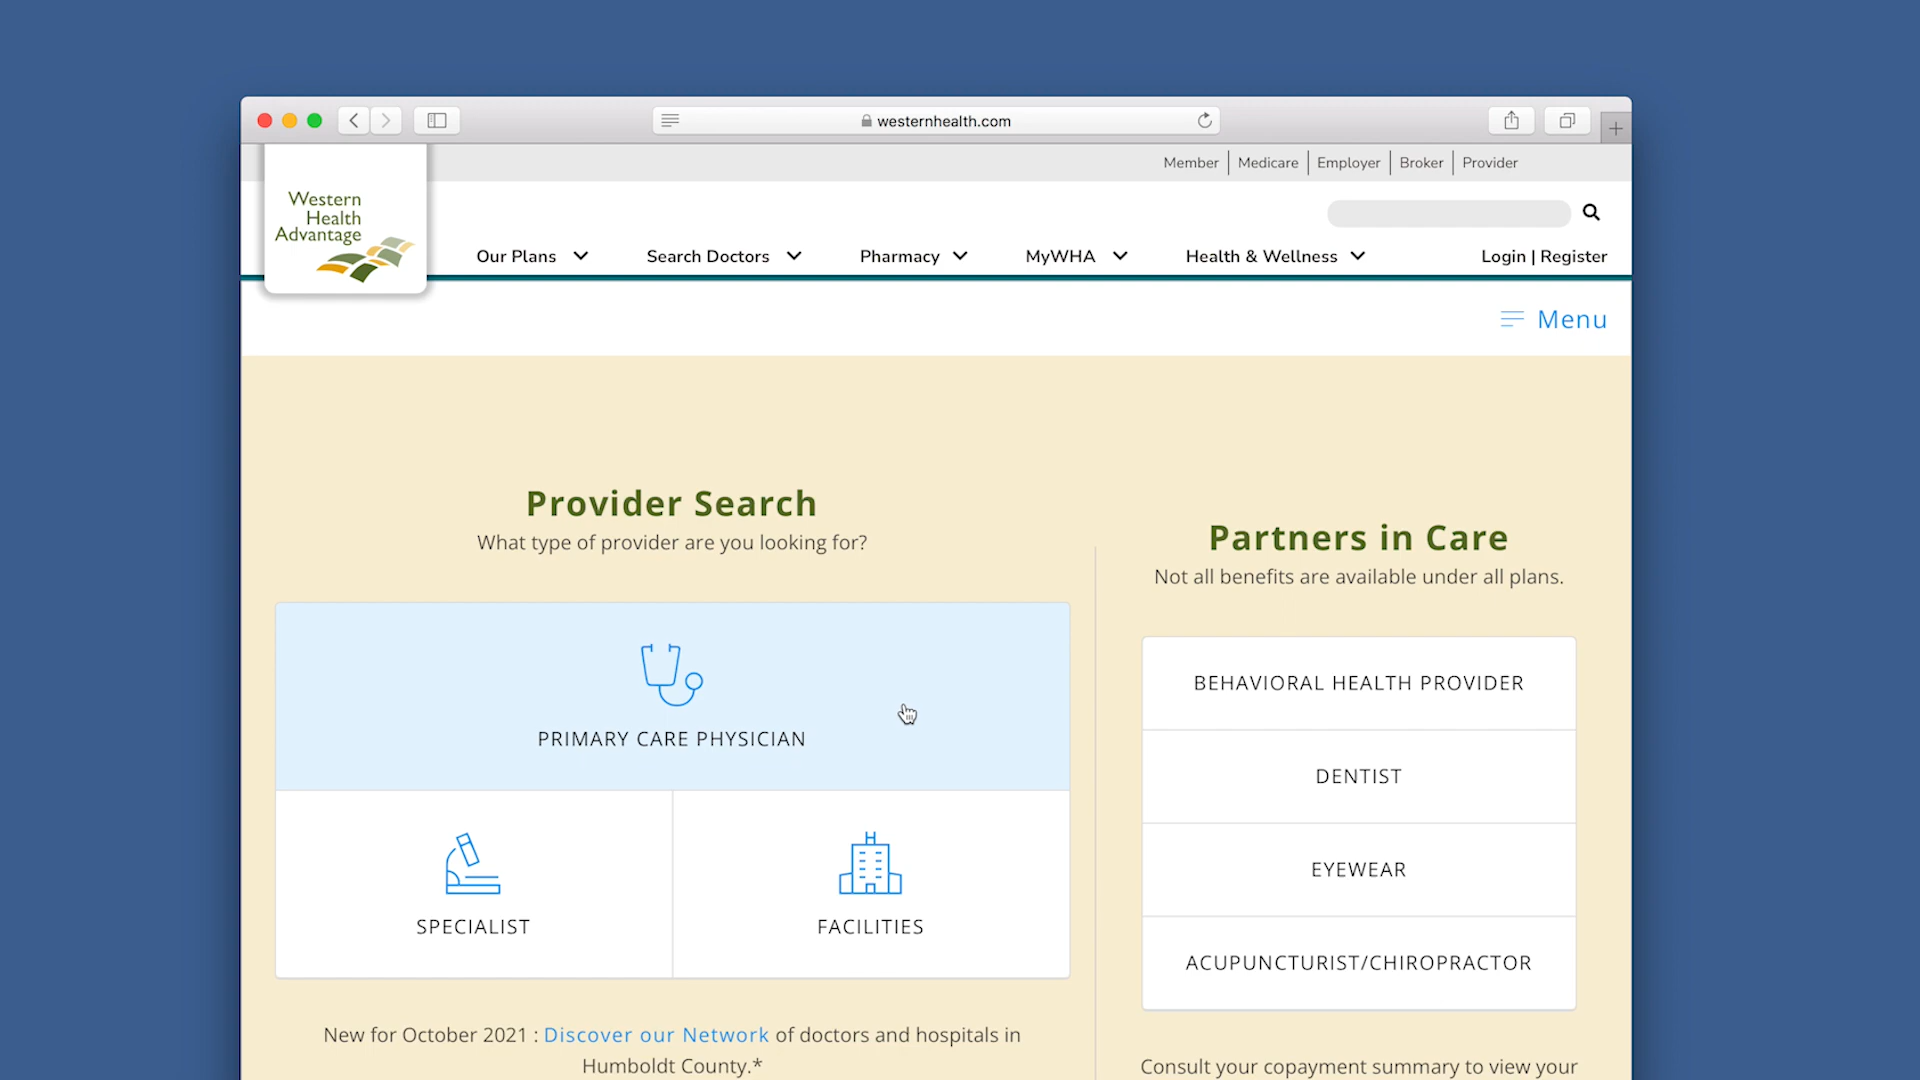 westernhealth.com
Member | Medicare | Employer | Broker | Provider
Western
Health
Advantage
Our Plans Search Doctors Pharmacy MyWHA Health & Wellness Login | Register
Menu
Provider Search
What type of provider are you looking for?
PRIMARY CARE PHYSICIAN
SPECIALIST
FACILITIES
New for October 2021 : Discover our Network of doctors and hospitals in
Humboldt County.*
Partners in Care
Not all benefits are available under all plans.
BEHAVIORAL HEALTH PROVIDER
DENTIST
EYEWEAR
ACUPUNCTURIST/CHIROPRACTOR
Consult your copayment summary to view your